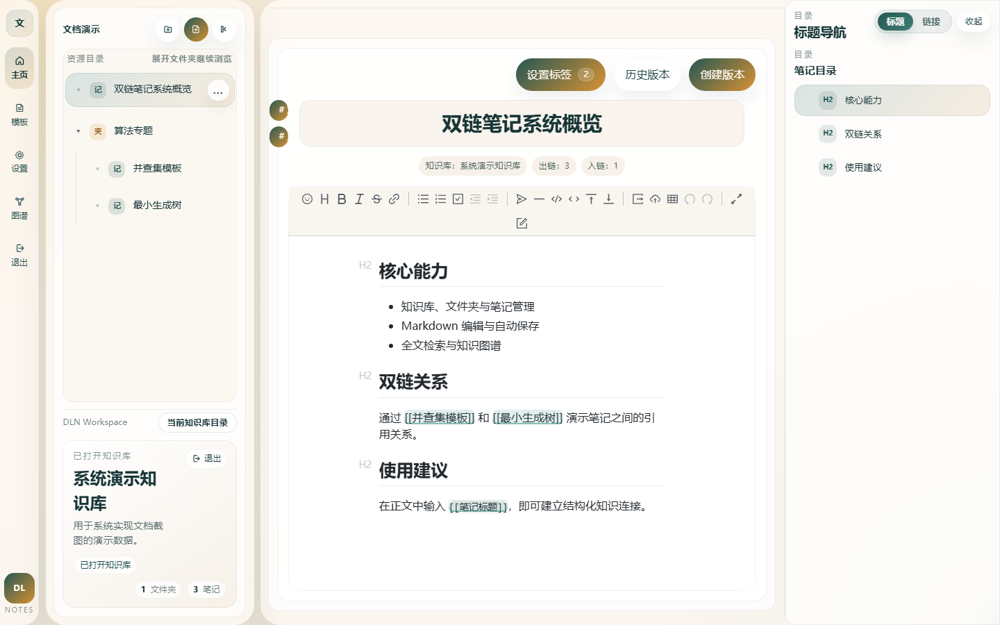 文
主页
模板
设置
图谱
退出
DL
NOTES
文档演示
资源目录 展开文件夹继续浏览
记 双链笔记系统概览 ...
夹 算法专题
记 并查集模板
记 最小生成树
DLN Workspace 当前知识库目录
已打开知识库 退出
系统演示知
识库
用于系统实现文档截
图的演示数据。
已打开知识库
1 文件夹 3 笔记
设置标签 2 历史版本 创建版本
#
#
双链笔记系统概览
知识库：系统演示知识库 出链：3 入链：1
H2 核心能力
知识库、文件夹与笔记管理
Markdown 编辑与自动保存
全文检索与知识图谱
H2 双链关系
通过 [[并查集模板]] 和 [[最小生成树]] 演示笔记之间的引
用关系。
H2 使用建议
在正文中输入 [[笔记标题]]，即可建立结构化知识连接。
目录
标题导航
标题 链接 收起
目录
笔记目录
H2 核心能力
H2 双链关系
H2 使用建议